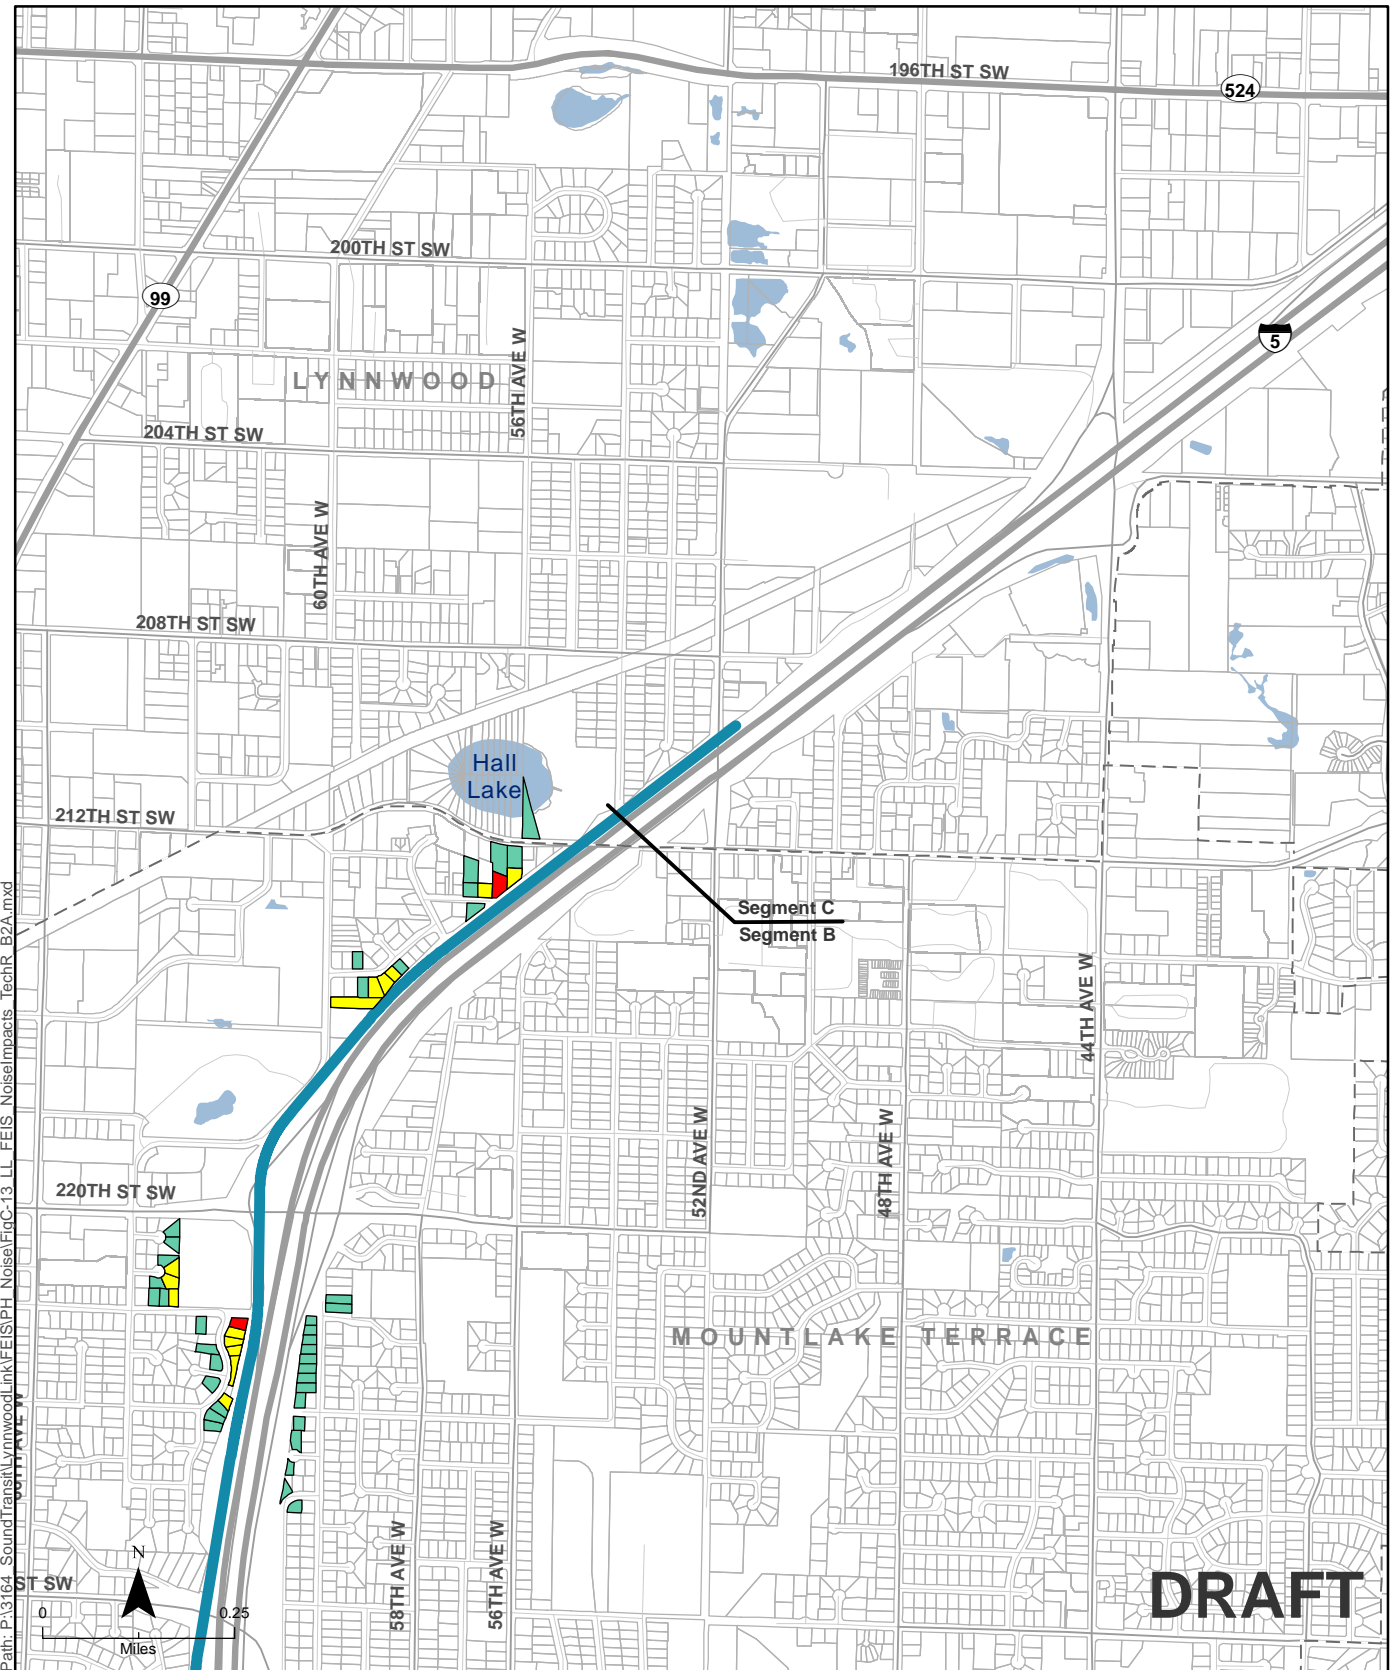 196TH ST SW
524
200TH ST SW
99
5
56TH AVE W
LYNNWOOD
204TH ST SW
60TH AVE W
208TH ST SW
Hall
Lake
212TH ST SW
Segment C
Segment B
44TH AVE W
52ND AVE W
48TH AVE W
220TH ST SW
MOUNTLAKE TERRACE
AVE W
58TH AVE W
56TH AVE W
N
ST SW
0 0.25
Miles
DRAFT
Path: P:\3164_SoundTransit\LynnwoodLink\FEIS\PH_Noise\FigC-13_LL_FEIS_NoiseImpacts_TechR_B2A.mxd